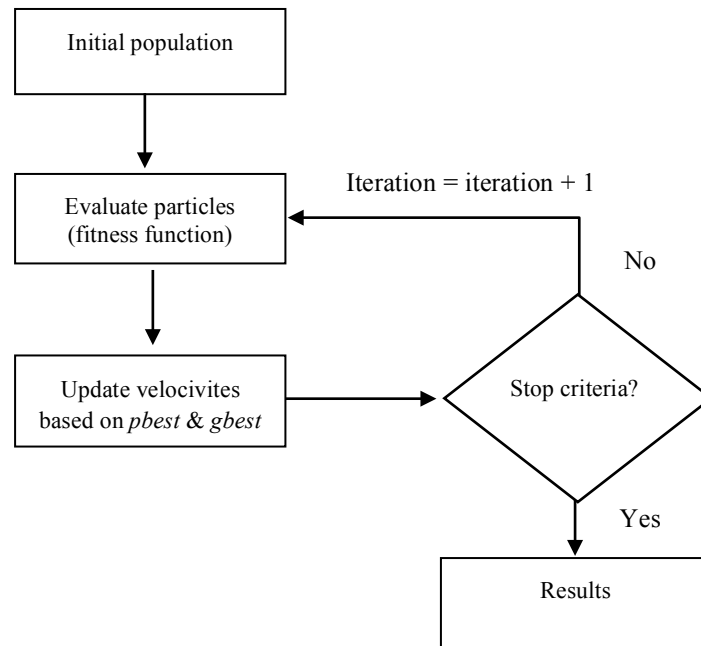 Initial population
Iteration = iteration + 1
Evaluate particles
(fitness function)
No
Update velocivites
based on pbest & gbest
Stop criteria?
Yes
Results